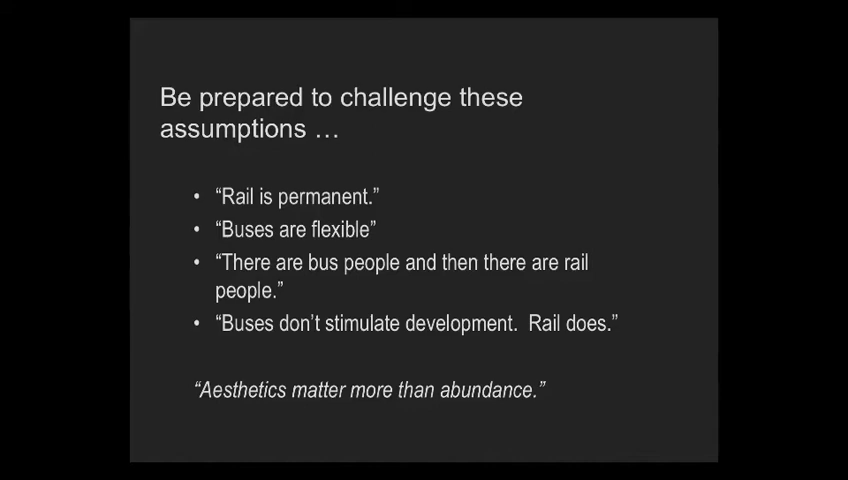 Be prepared to challenge these
assumptions …
• “Rail is permanent.”
• “Buses are flexible”
• “There are bus people and then there are rail
people.”
• “Buses don’t stimulate development.  Rail does.”
“Aesthetics matter more than abundance.”